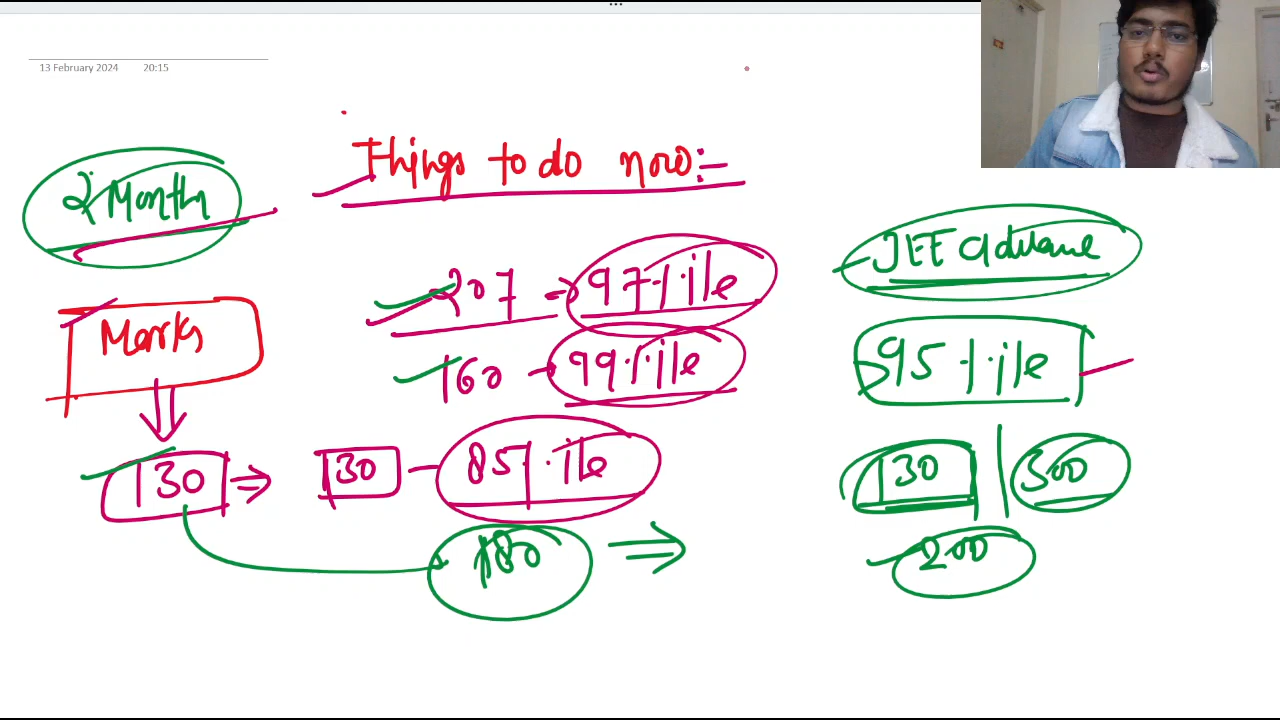 13 February 2024 20:15
Things to do now:-
2 Month
JEE Advance
207 => 97%ile
Marks
160 → 99%ile
95%ile
130 => 130 - 85%ile
130 | 300
180 =>
200